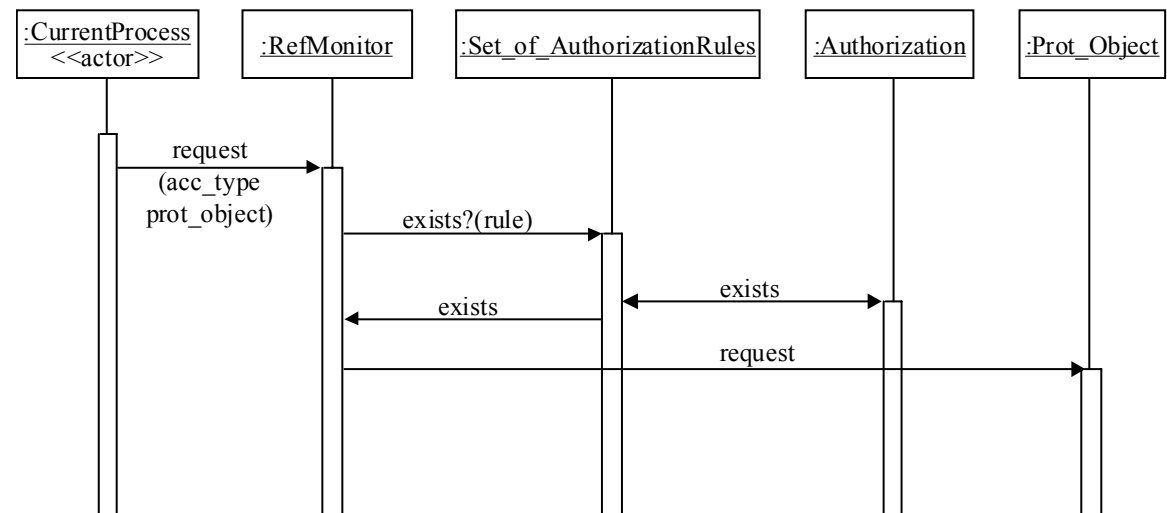 :CurrentProcess
<<actor>>
:RefMonitor
:Set_of_AuthorizationRules
:Authorization
:Prot_Object
request
(acc_type
prot_object)
exists?(rule)
exists
exists
request